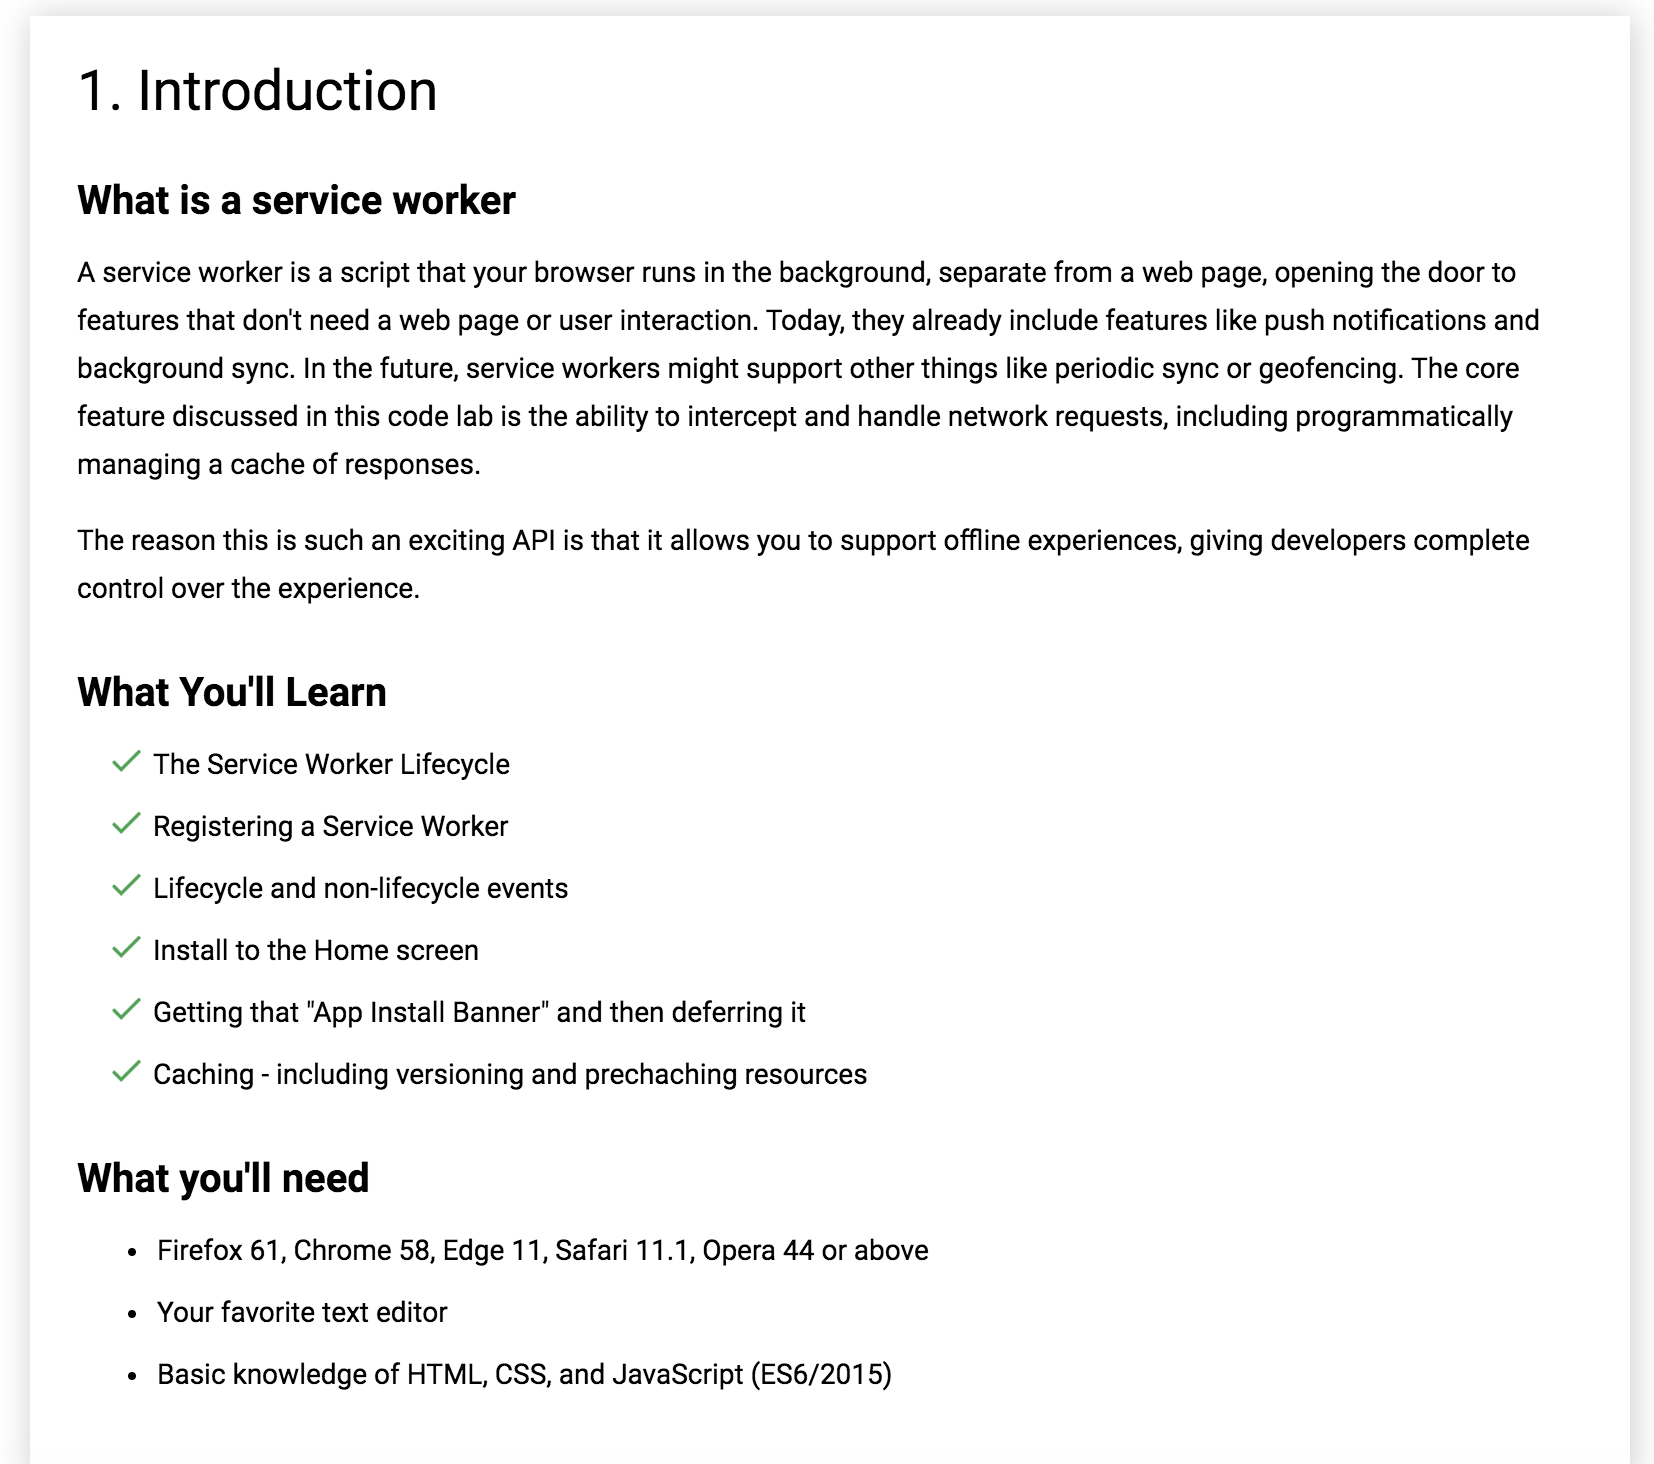 1. Introduction
What is a service worker
A service worker is a script that your browser runs in the background, separate from a web page, opening the door to
features that don't need a web page or user interaction. Today, they already include features like push notifications and
background sync. In the future, service workers might support other things like periodic sync or geofencing. The core
feature discussed in this code lab is the ability to intercept and handle network requests, including programmatically
managing a cache of responses.
The reason this is such an exciting API is that it allows you to support offline experiences, giving developers complete
control over the experience.
What You'll Learn
The Service Worker Lifecycle
Registering a Service Worker
Lifecycle and non-lifecycle events
Install to the Home screen
Getting that "App Install Banner" and then deferring it
Caching - including versioning and prechaching resources
What you'll need
• Firefox 61, Chrome 58, Edge 11, Safari 11.1, Opera 44 or above
• Your favorite text editor
• Basic knowledge of HTML, CSS, and JavaScript (ES6/2015)